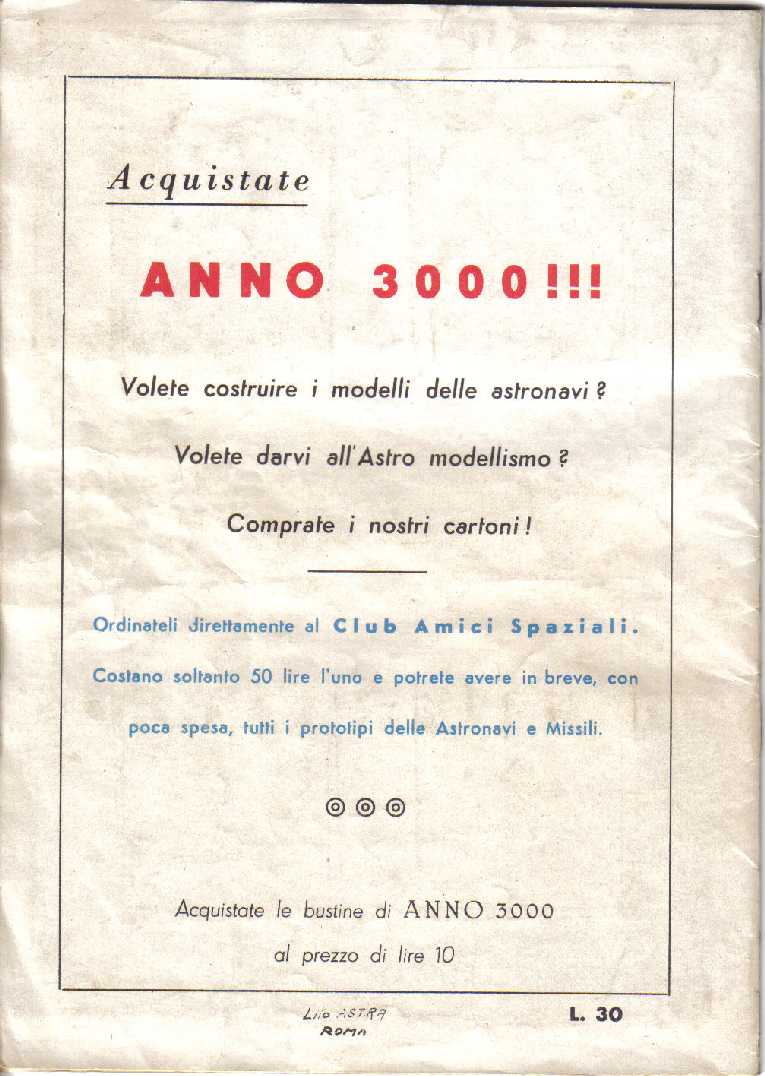 Acquistate
ANNO 3000!!!
Volete costruire i modelli delle astronavi?
Volete darvi all'Astro modellismo?
Comprate i nostri cartoni!
Ordinateli direttamente al Club Amici Spaziali.
Costano soltanto 50 lire l'uno e potrete avere in breve, con
poca spesa, tutti i prototipi delle Astronavi e Missili.
Acquistate le bustine di ANNO 3000
al prezzo di lire 10
Lito ASTRA
ROMA
L. 30